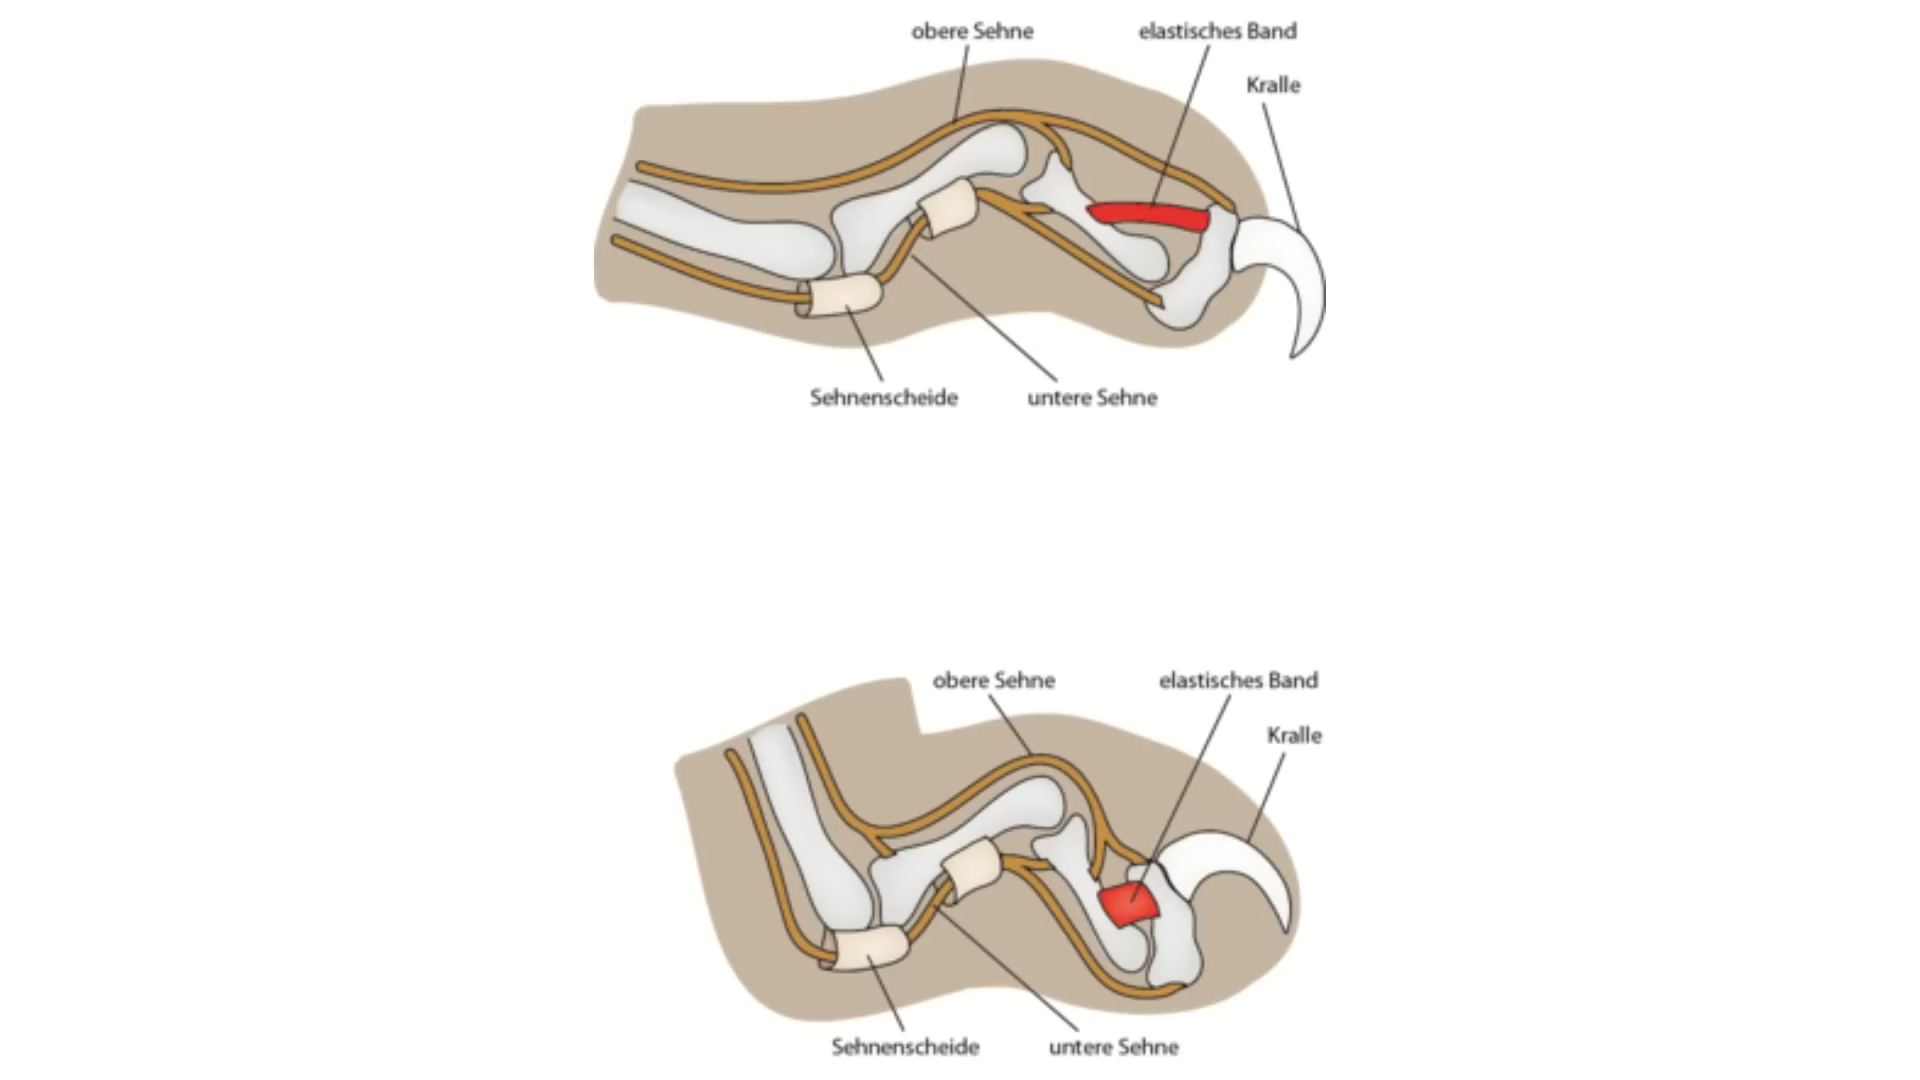 obere Sehne
elastisches Band
Kralle
Sehnenscheide
untere Sehne
obere Sehne
elastisches Band
Kralle
Sehnenscheide
untere Sehne